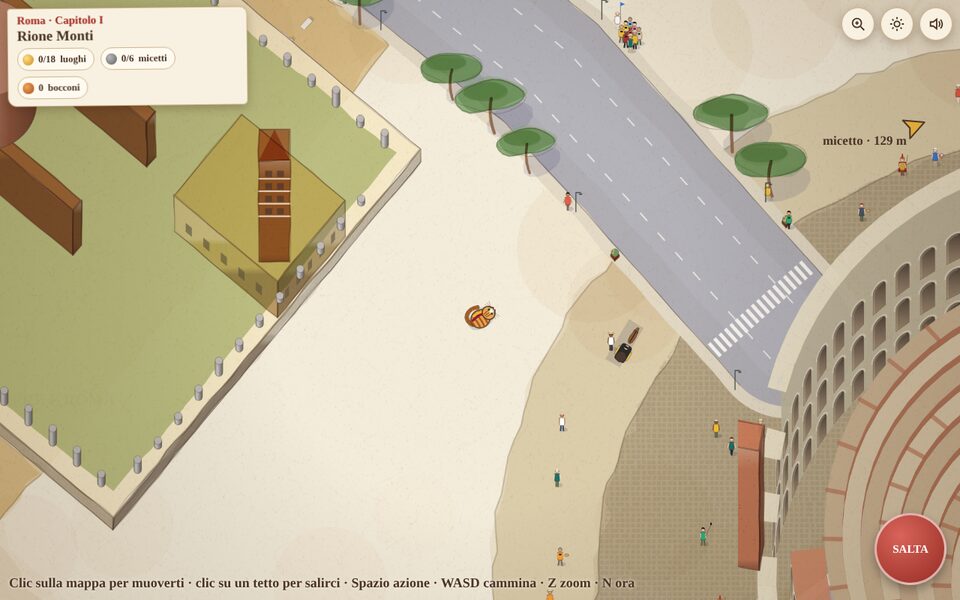 Roma · Capitolo I
Rione Monti
0/18 luoghi
0/6 micetti
0 bocconi
micetto · 129 m
SALTA
Clic sulla mappa per muoverti · clic su un tetto per salirci · Spazio azione · WASD cammina · Z zoom · N ora